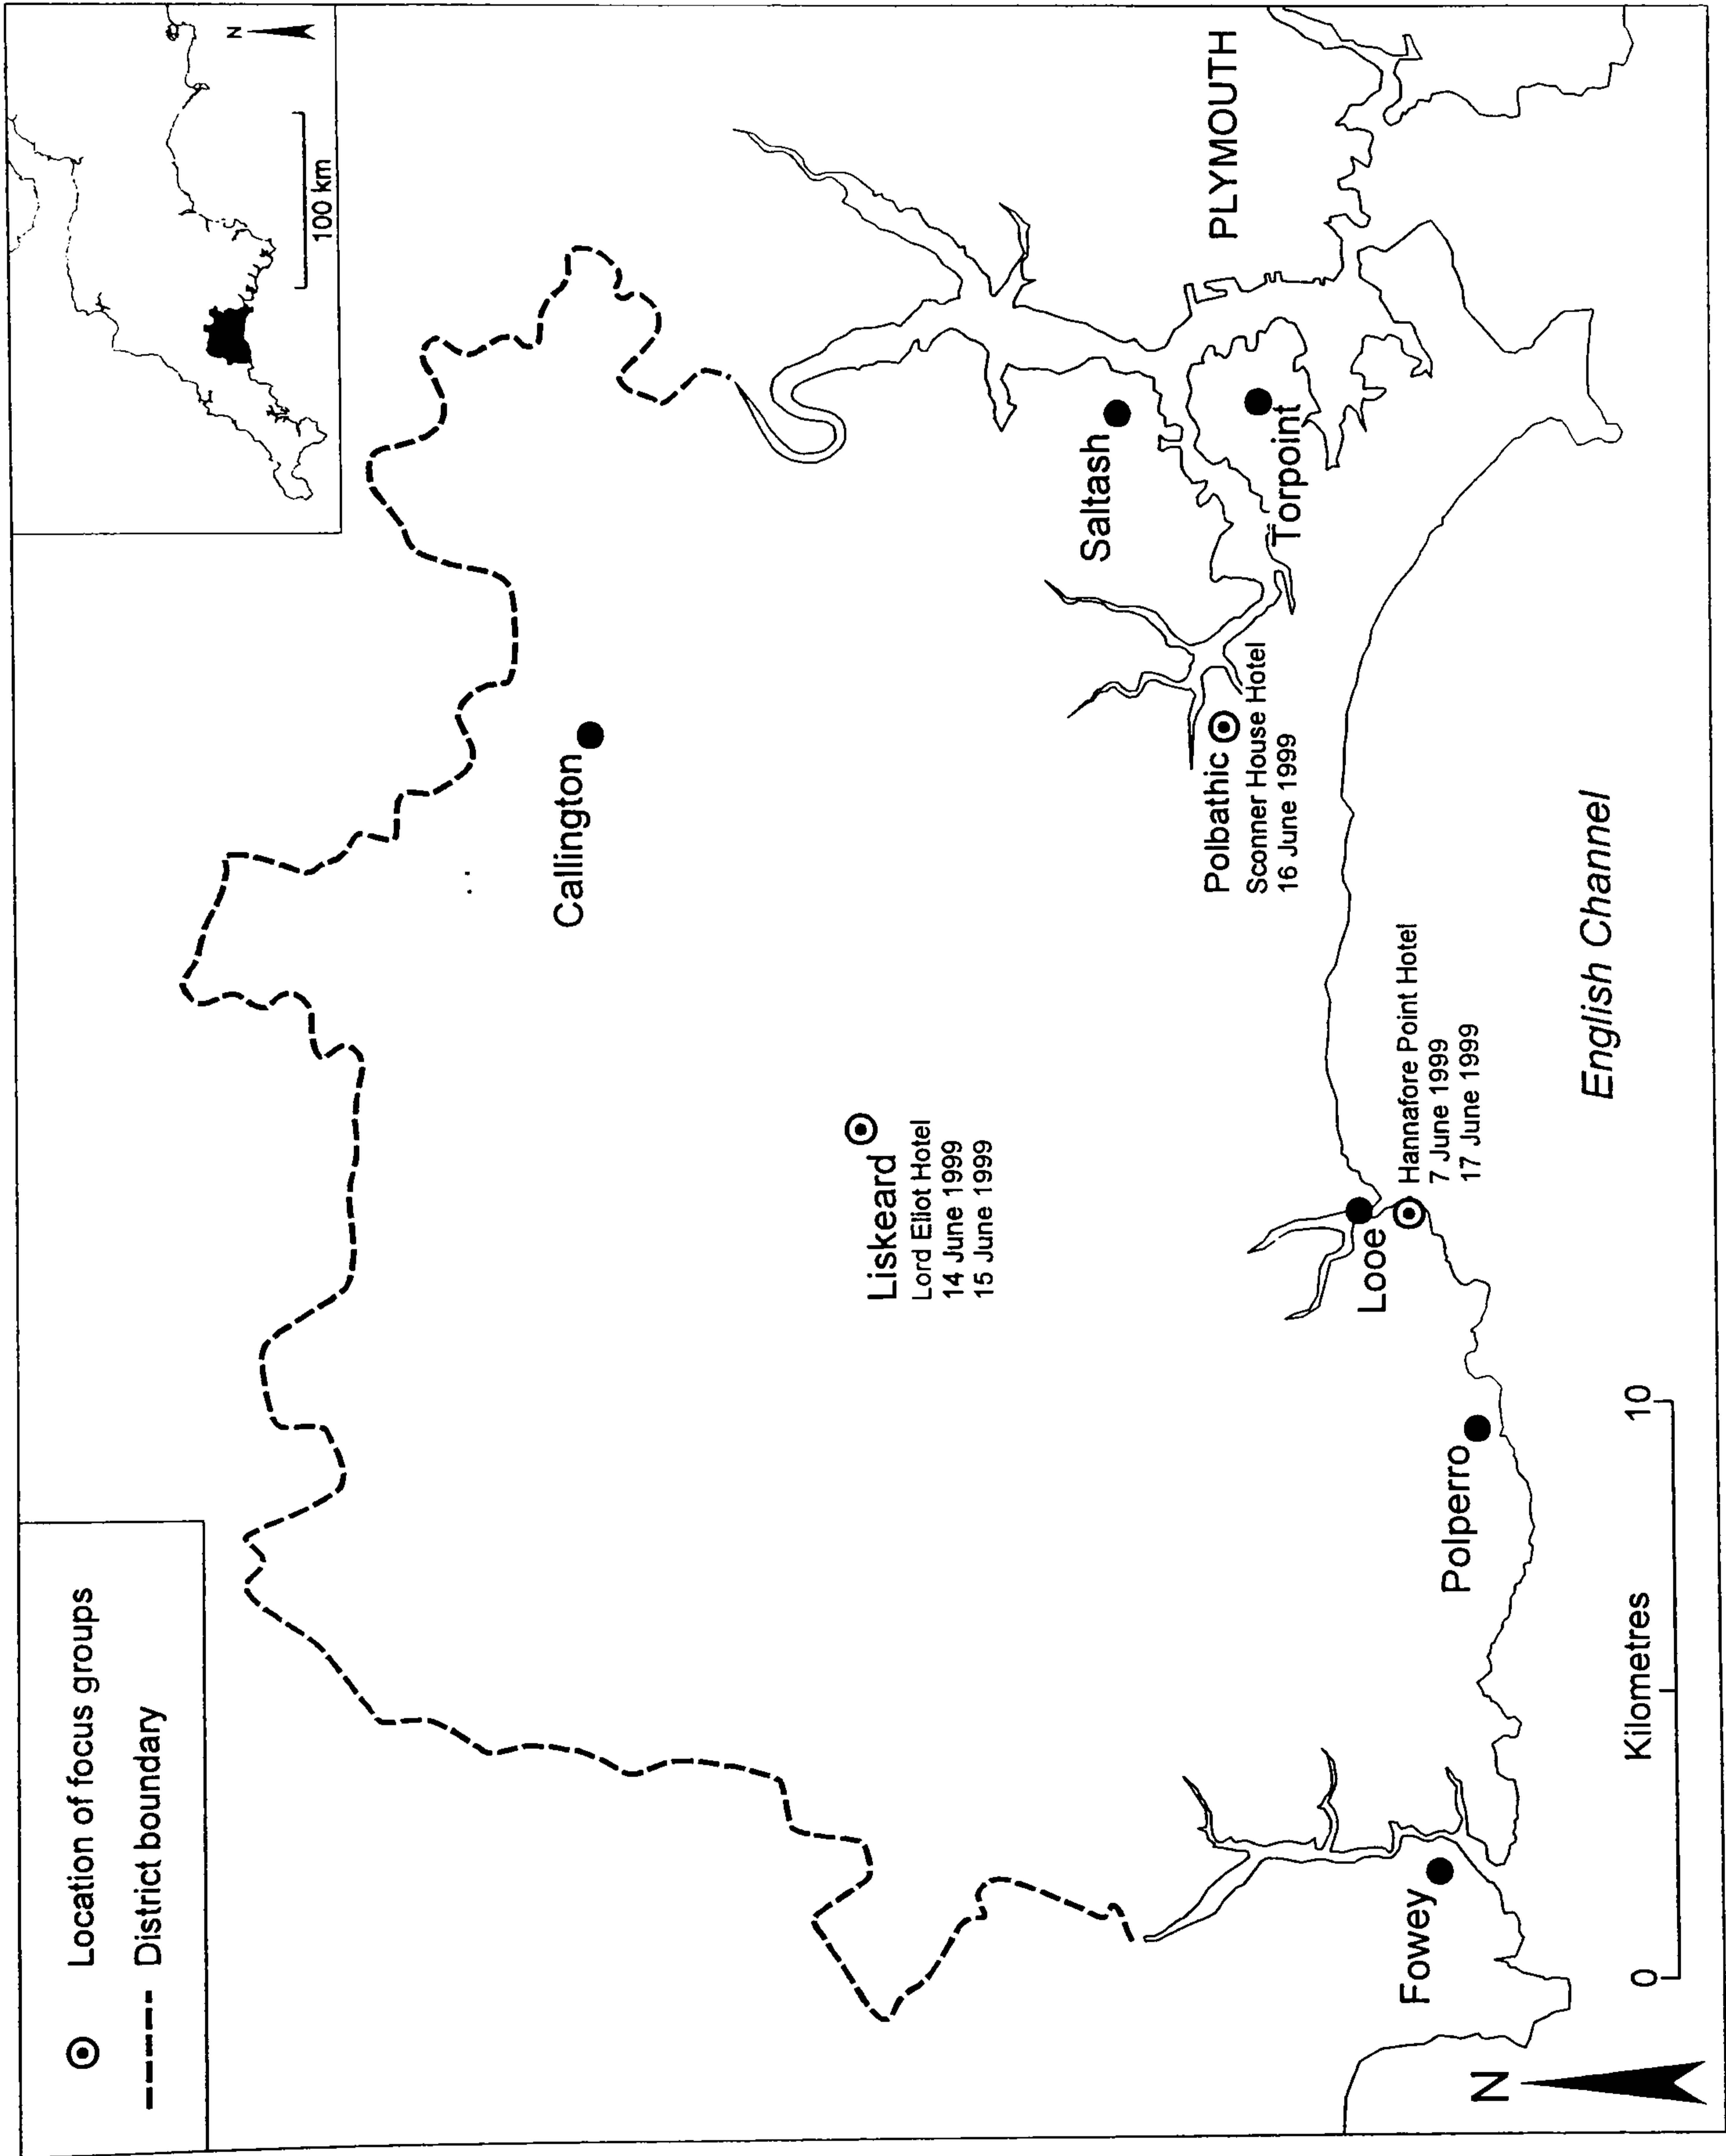 Location of focus groups
District boundary
N
100 km
Callington
Liskeard
Lord Eliot Hotel
14 June 1999
15 June 1999
Saltash
PLYMOUTH
Torpoint
Polbathic
Sconner House Hotel
16 June 1999
Looe
Hannafore Point Hotel
7 June 1999
17 June 1999
Polperro
Fowey
English Channel
Kilometres
0
10
N